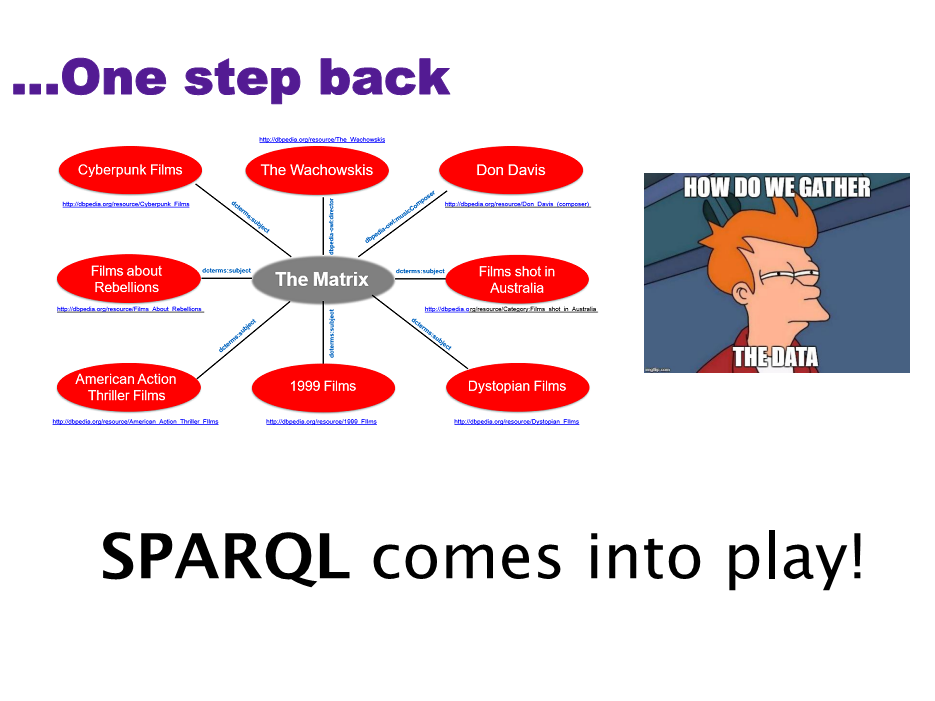 ...One step back
http://dbpedia.org/resource/The_Wachowskis
Cyberpunk Films
The Wachowskis
Don Davis
http://dbpedia.org/resource/Cyberpunk_Films
http://dbpedia.org/resource/Don_Davis_(composer)
dcterms:subject
dbpedia-owl:director
dbpedia-owl:musicComposer
Films about
Rebellions
dcterms:subject
The Matrix
dcterms:subject
Films shot in
Australia
http://dbpedia.org/resource/Films_About_Rebellions
http://dbpedia.org/resource/Category:Films_shot_in_Australia
dcterms:subject
dcterms:subject
dcterms:subject
American Action
Thriller Films
1999 Films
Dystopian Films
http://dbpedia.org/resource/American_Action_Thriller_Films
http://dbpedia.org/resource/1999_Films
http://dbpedia.org/resource/Dystopian_Films
HOW DO WE GATHER
THE DATA
imgflip.com
SPARQL comes into play!